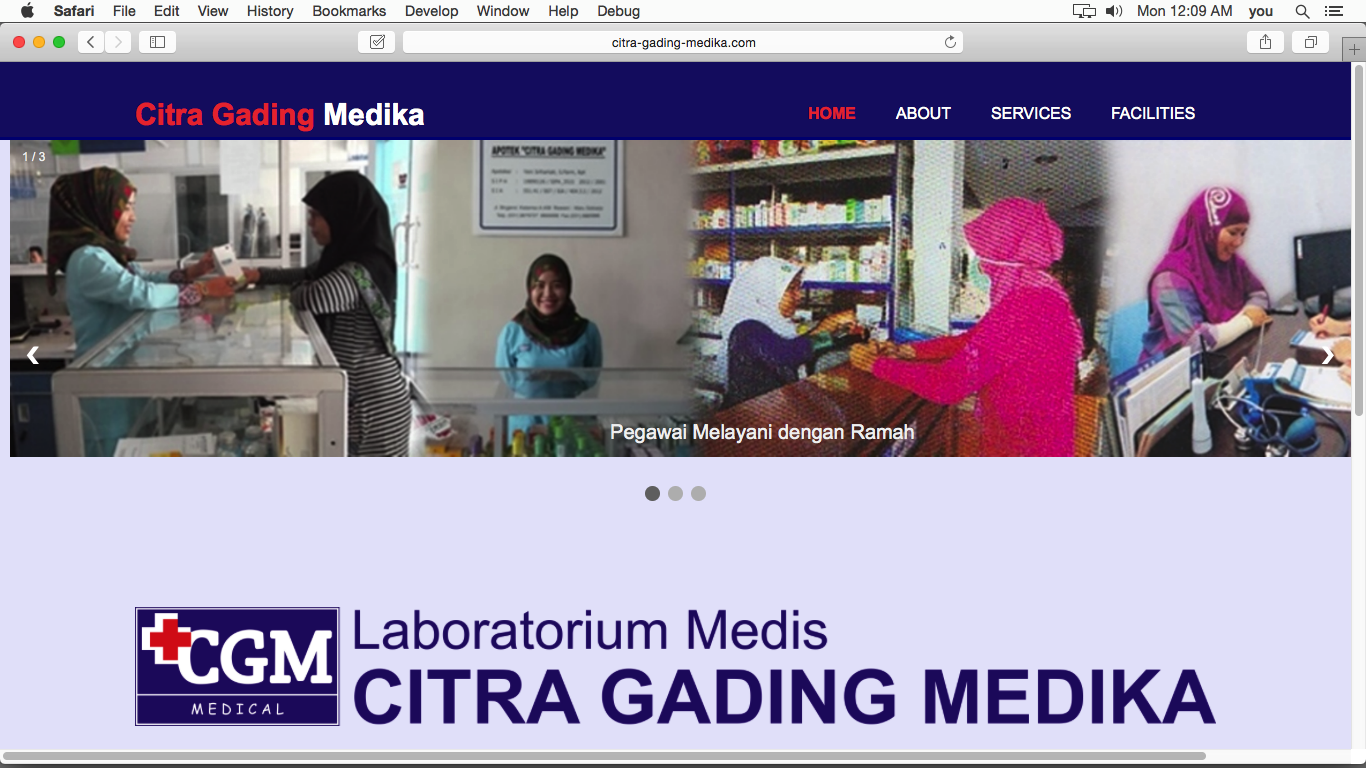 Safari File Edit View History Bookmarks Develop Window Help Debug Mon 12:09 AM you
citra-gading-medika.com
Citra Gading Medika HOME ABOUT SERVICES FACILITIES
1 / 3
APOTEK "CITRA GADING MEDIKA"
Pegawai Melayani dengan Ramah
CGM
MEDICAL
Laboratorium Medis
CITRA GADING MEDIKA